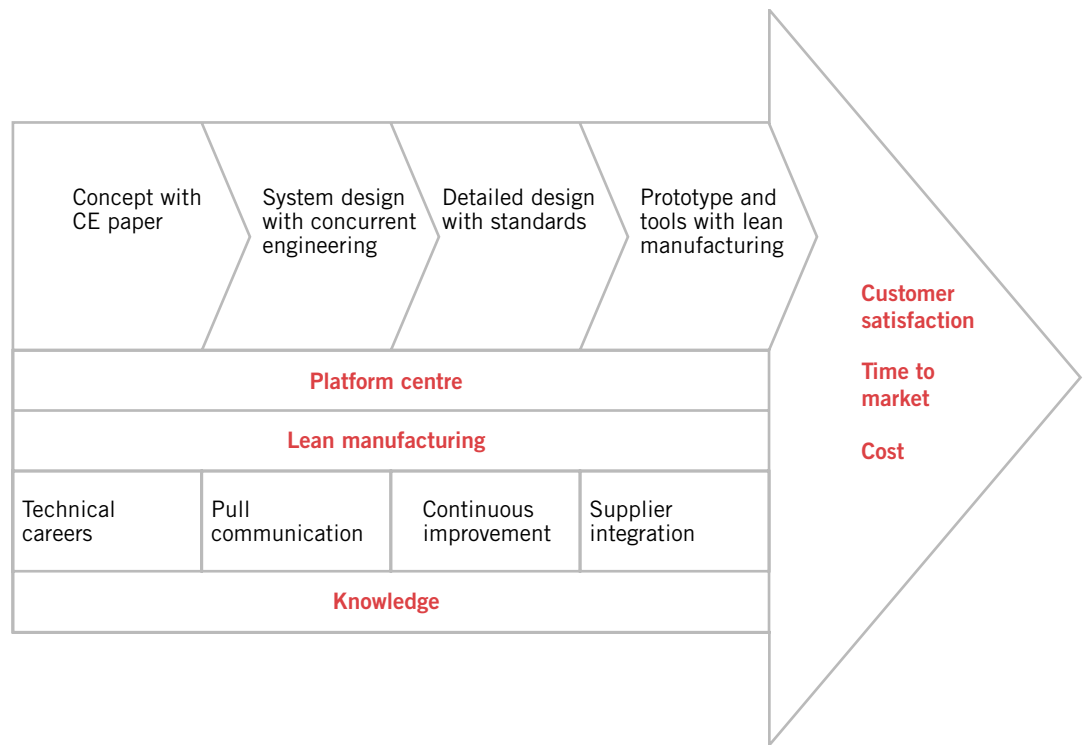 Concept with
CE paper
System design
with concurrent
engineering
Detailed design
with standards
Prototype and
tools with lean
manufacturing
Customer
satisfaction
Time to
market
Cost
Platform centre
Lean manufacturing
Technical
careers
Pull
communication
Continuous
improvement
Supplier
integration
Knowledge